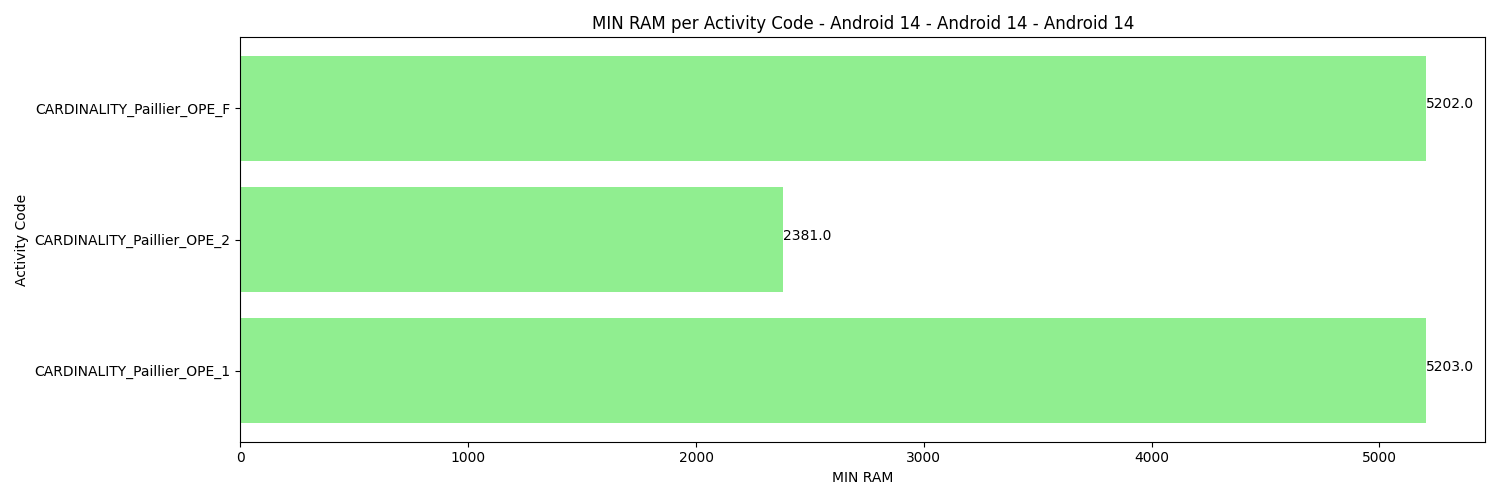 MIN RAM per Activity Code - Android 14 - Android 14 - Android 14
Activity Code
CARDINALITY_Paillier_OPE_F
5202.0
CARDINALITY_Paillier_OPE_2
2381.0
CARDINALITY_Paillier_OPE_1
5203.0
0 1000 2000 3000 4000 5000
MIN RAM